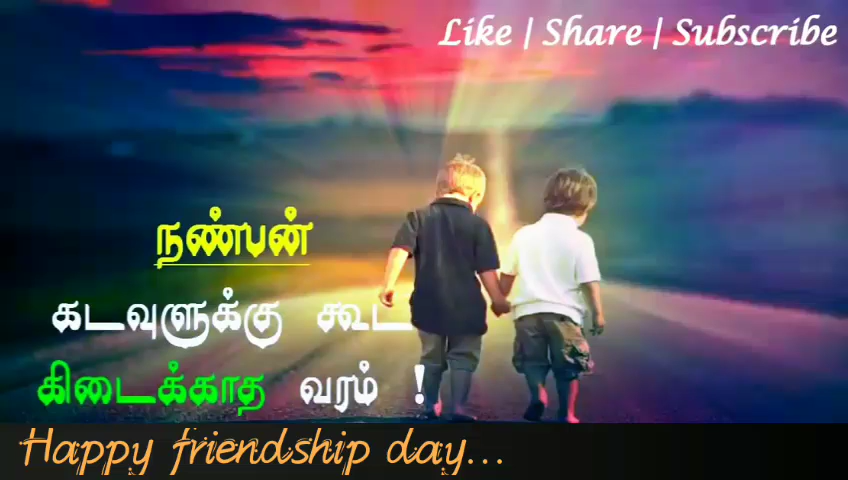 Like | Share | Subscribe
நண்பன்
கடவுளுக்கு கூட
கிடைக்காத வரம் !
Happy friendship day...